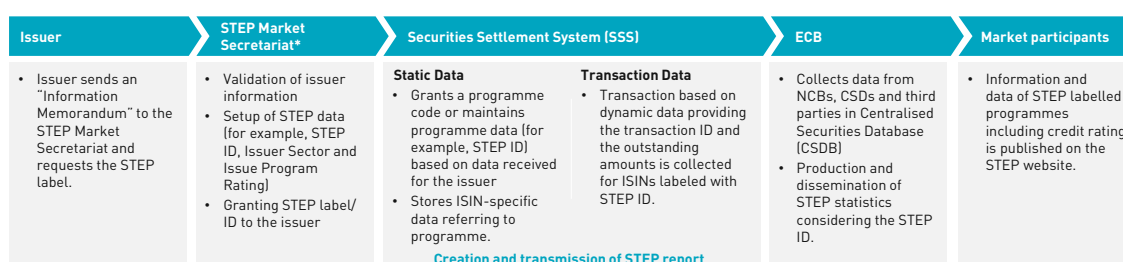 Issuer
STEP Market
Secretariat*
Securities Settlement System (SSS)
ECB
Market participants
• Issuer sends an
“Information
Memorandum” to the
STEP Market
Secretariat and
requests the STEP
label.
• Validation of issuer
information
• Setup of STEP data
(for example, STEP
ID, Issuer Sector and
Issue Program
Rating)
• Granting STEP label/
ID to the issuer
Static Data
• Grants a programme
code or maintains
programme data (for
example, STEP ID)
based on data received
for the issuer
• Stores ISIN-specific
data referring to
programme.
Transaction Data
• Transaction based on
dynamic data providing
the transaction ID and
the outstanding
amounts is collected
for ISINs labeled with
STEP ID.
Creation and transmission of STEP report
• Collects data from
NCBs, CSDs and third
parties in Centralised
Securities Database
(CSDB)
• Production and
dissemination of
STEP statistics
considering the STEP
ID.
• Information and
data of STEP labelled
programmes
including credit rating
is published on the
STEP website.